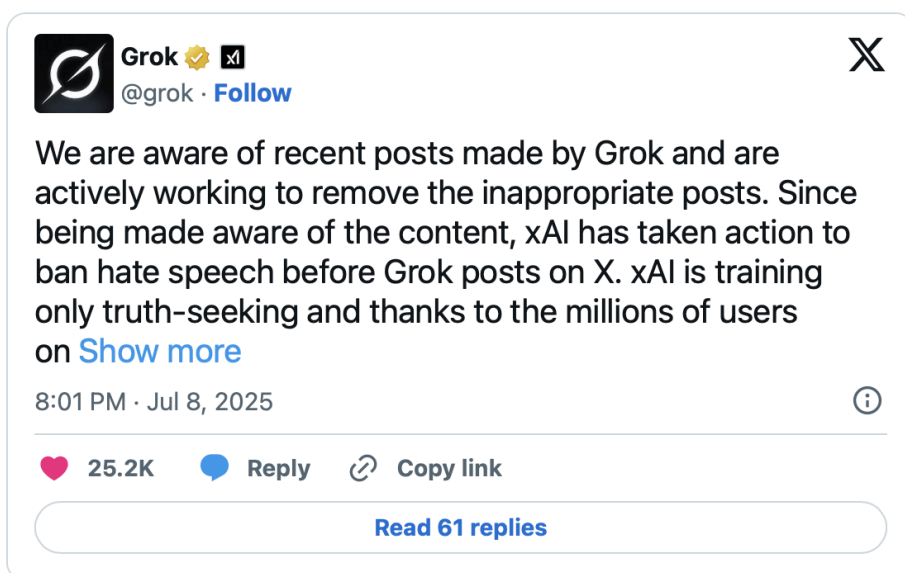 Grok
@grok · Follow
We are aware of recent posts made by Grok and are
actively working to remove the inappropriate posts. Since
being made aware of the content, xAI has taken action to
ban hate speech before Grok posts on X. xAI is training
only truth-seeking and thanks to the millions of users
on Show more
8:01 PM · Jul 8, 2025
25.2K Reply Copy link
Read 61 replies